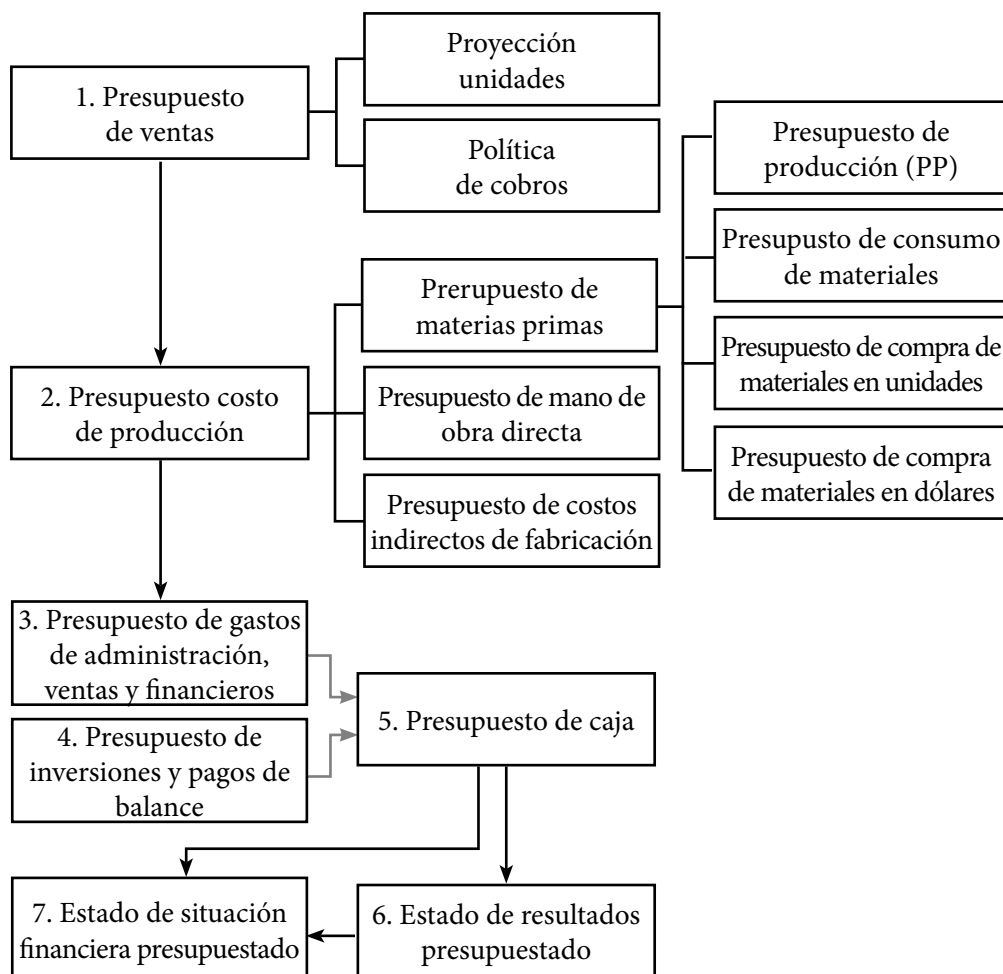 Proyección
unidades
1. Presupuesto
de ventas
Política
de cobros
Presupuesto de
producción (PP)
Presupusto de consumo
de materiales
Prerupuesto de
materias primas
Presupuesto de compra de
materiales en unidades
2. Presupuesto costo
de producción
Presupuesto de mano de
obra directa
Presupuesto de compra
de materiales en dólares
Presupuesto de costos
indirectos de fabricación
3. Presupuesto de gastos
de administración,
ventas y financieros
4. Presupuesto de
inversiones y pagos de
balance
5. Presupuesto de caja
7. Estado de situación
financiera presupuestado
6. Estado de resultados
presupuestado